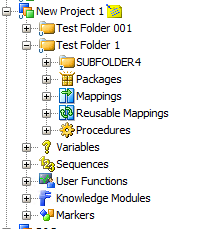 New Project 1
Test Folder 001
Test Folder 1
SUBFOLDER4
Packages
Mappings
Reusable Mappings
Procedures
Variables
Sequences
User Functions
Knowledge Modules
Markers